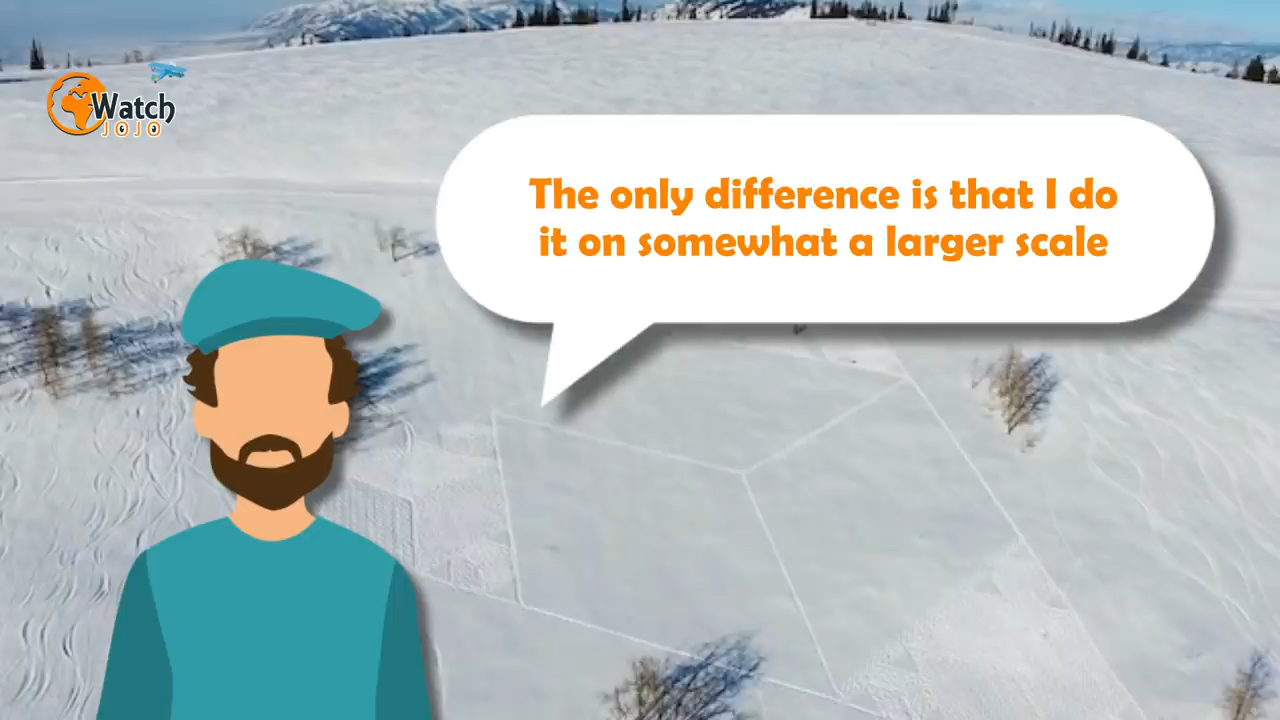 Watch
JOJO
The only difference is that I do
it on somewhat a larger scale